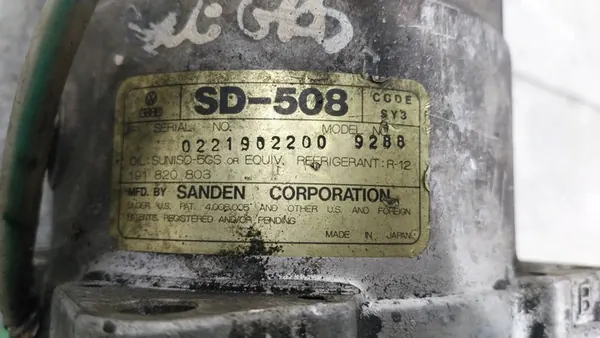 SD-508
CODE
SY3
SERIAL NO.
MODEL NO.
0221902200 9288
OIL: SUNISO-5GS OR EQUIV. REFRIGERANT: R-12
191 820 803
MFD. BY SANDEN CORPORATION
UNDER U.S. PAT. 4,005,005 AND OTHER U.S. AND FOREIGN
PATENTS, REGISTERED AND/OR PENDING
MADE IN JAPAN